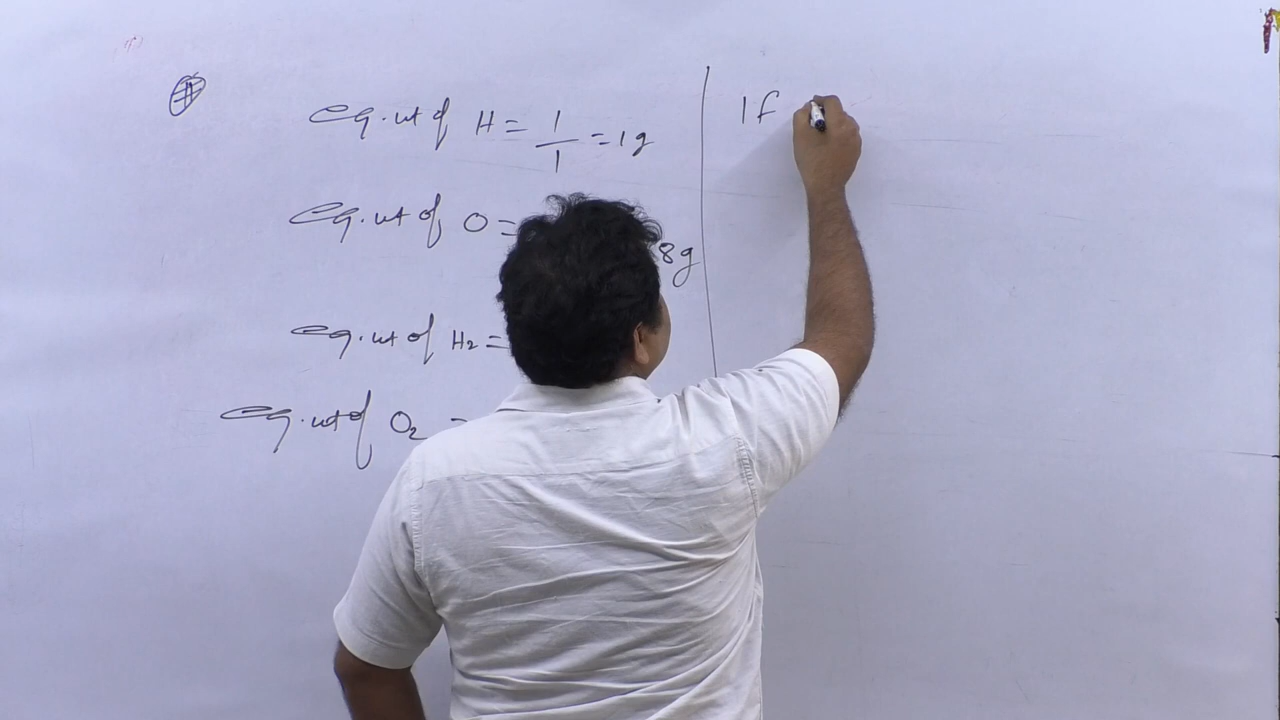 #
eq. wt of H = 1/1 = 1g
eq. wt of O = 8g
eq. wt of H₂ =
eq. wt of O₂ =
If